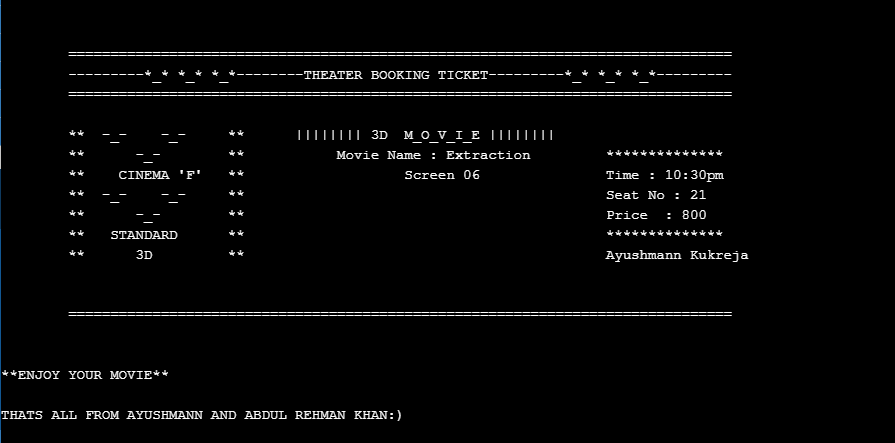 ===============================================================================
---------*_* *_* *_*--------THEATER BOOKING TICKET---------*_* *_* *_*---------
===============================================================================
**  -_-    -_-     **      |||||||| 3D  M_O_V_I_E ||||||||
**      -_-        **           Movie Name : Extraction         **************
**    CINEMA 'F'   **                   Screen 06               Time : 10:30pm
**  -_-    -_-     **                                           Seat No : 21
**      -_-        **                                           Price  : 800
**   STANDARD      **                                           **************
**      3D         **                                           Ayushmann Kukreja
===============================================================================
**ENJOY YOUR MOVIE**
THATS ALL FROM AYUSHMANN AND ABDUL REHMAN KHAN:)